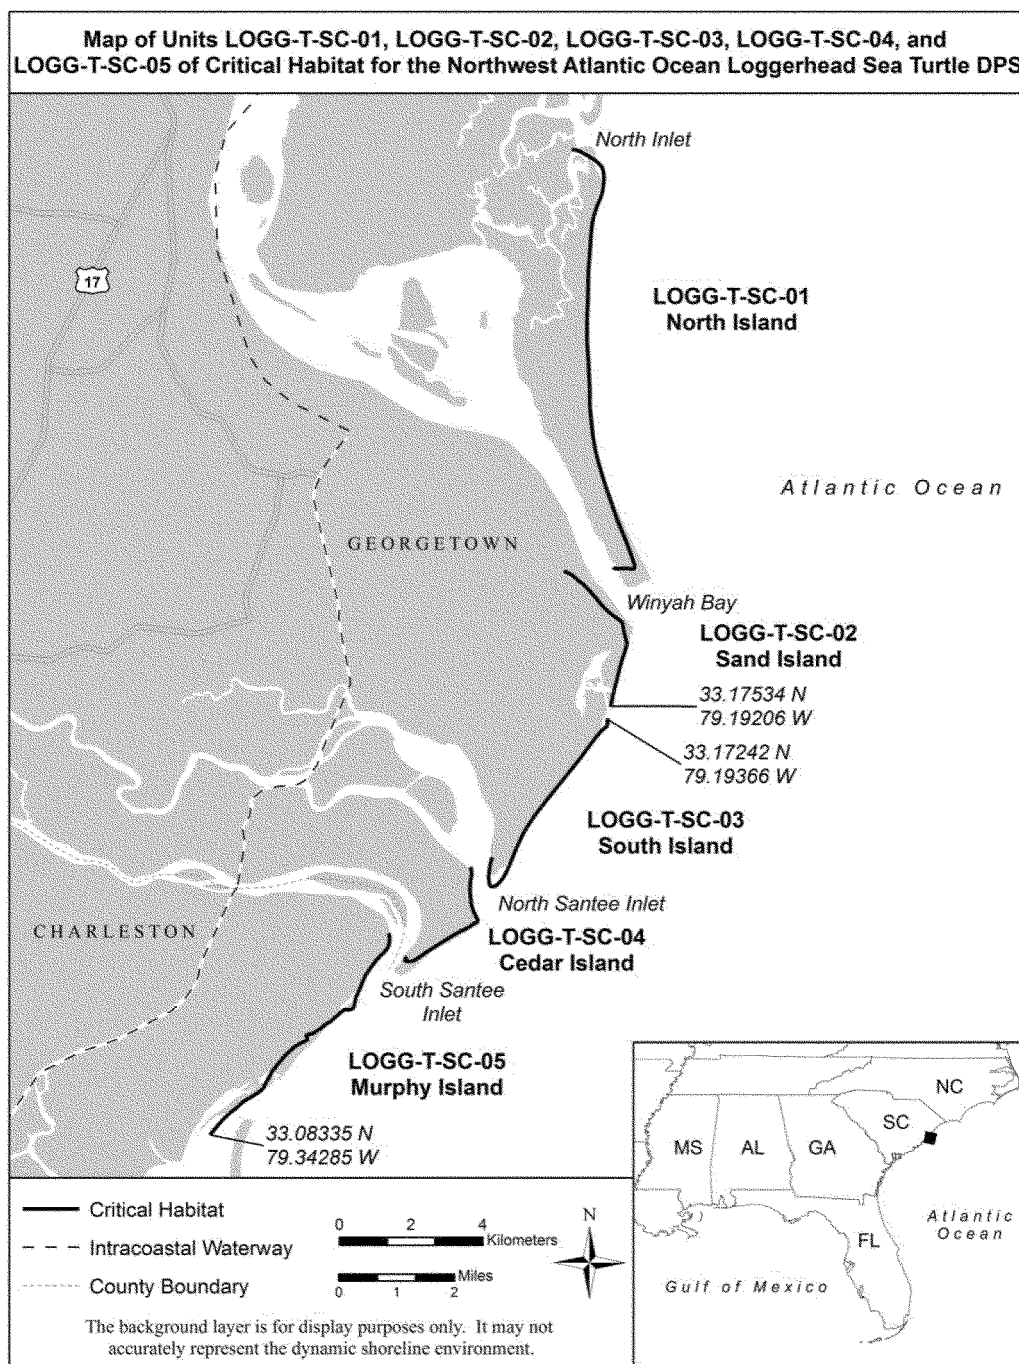 Map of Units LOGG-T-SC-01, LOGG-T-SC-02, LOGG-T-SC-03, LOGG-T-SC-04, and
LOGG-T-SC-05 of Critical Habitat for the Northwest Atlantic Ocean Loggerhead Sea Turtle DPS
North Inlet
17
LOGG-T-SC-01
North Island
Atlantic Ocean
GEORGETOWN
Winyah Bay
LOGG-T-SC-02
Sand Island
33.17534 N
79.19206 W
33.17242 N
79.19366 W
LOGG-T-SC-03
South Island
North Santee Inlet
CHARLESTON
LOGG-T-SC-04
Cedar Island
South Santee
Inlet
LOGG-T-SC-05
Murphy Island
33.08335 N
79.34285 W
NC
SC
MS
AL
GA
FL
Atlantic
Ocean
Gulf of Mexico
Critical Habitat
Intracoastal Waterway
County Boundary
0 2 4
Kilometers
Miles
0 1 2
N
The background layer is for display purposes only. It may not
accurately represent the dynamic shoreline environment.